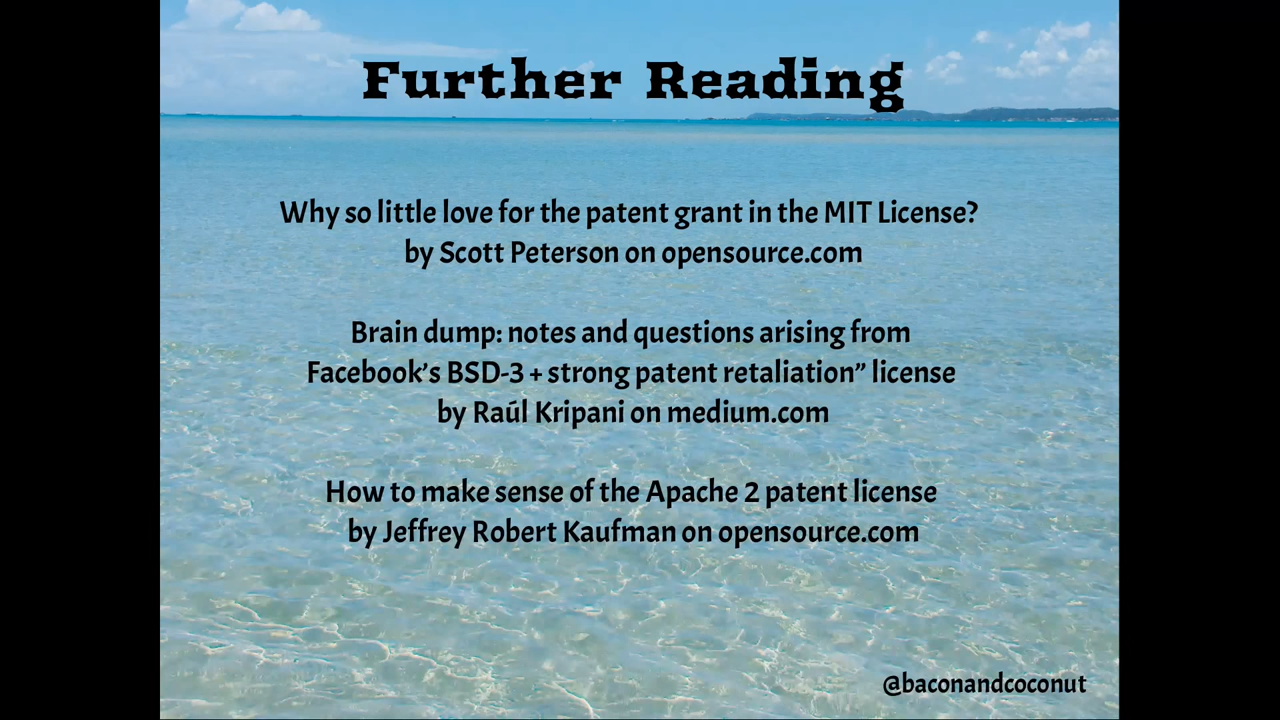 Further Reading
Why so little love for the patent grant in the MIT License?
by Scott Peterson on opensource.com
Brain dump: notes and questions arising from
Facebook’s BSD-3 + strong patent retaliation” license
by Raúl Kripani on medium.com
How to make sense of the Apache 2 patent license
by Jeffrey Robert Kaufman on opensource.com
@baconandcoconut